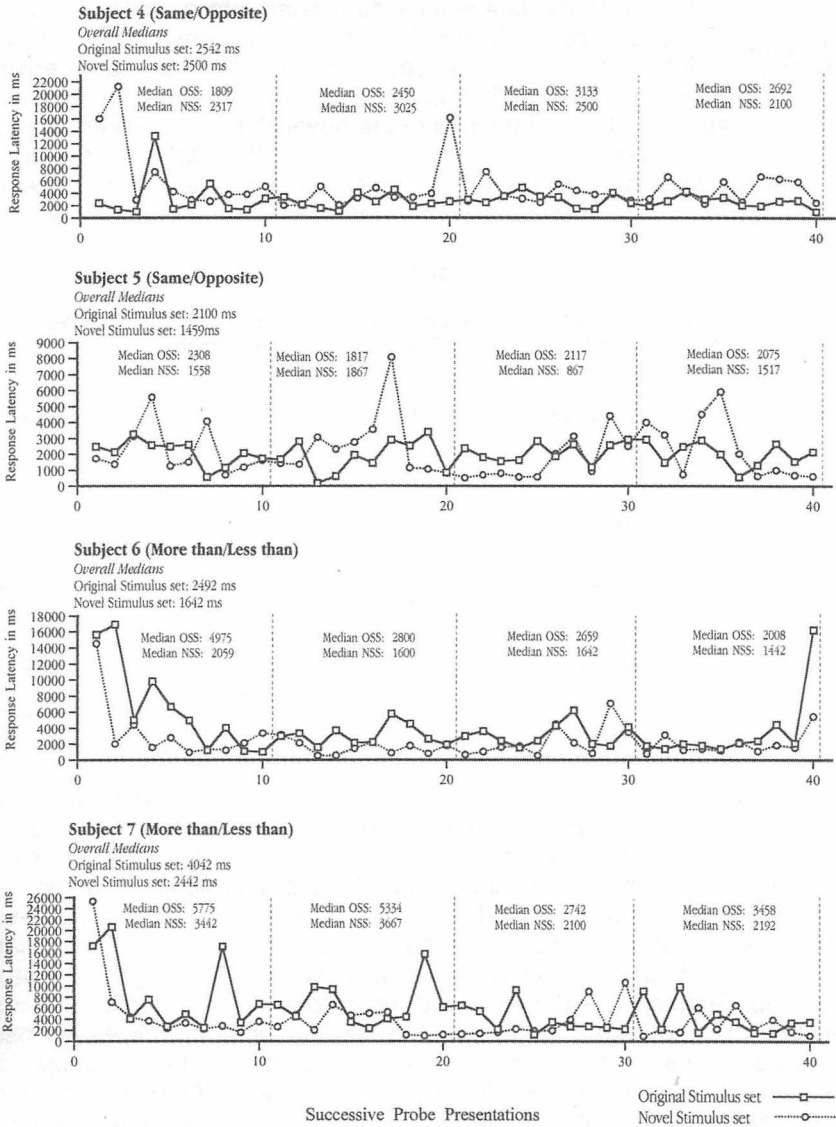 Subject 4 (Same/Opposite)
Overall Medians
Original Stimulus set: 2542 ms
Novel Stimulus set: 2500 ms
Response Latency in ms
22000
20000
18000
16000
14000
12000
10000
8000
6000
4000
2000
0
Median OSS: 1809
Median NSS: 2317
Median OSS: 2450
Median NSS: 3025
Median OSS: 3133
Median NSS: 2500
Median OSS: 2692
Median NSS: 2100
0 10 20 30 40
Subject 5 (Same/Opposite)
Overall Medians
Original Stimulus set: 2100 ms
Novel Stimulus set: 1459ms
Response Latency in ms
9000
8000
7000
6000
5000
4000
3000
2000
1000
0
Median OSS: 2308
Median NSS: 1558
Median OSS: 1817
Median NSS: 1867
Median OSS: 2117
Median NSS: 867
Median OSS: 2075
Median NSS: 1517
0 10 20 30 40
Subject 6 (More than/Less than)
Overall Medians
Original Stimulus set: 2492 ms
Novel Stimulus set: 1642 ms
Response Latency in ms
18000
16000
14000
12000
10000
8000
6000
4000
2000
0
Median OSS: 4975
Median NSS: 2059
Median OSS: 2800
Median NSS: 1600
Median OSS: 2659
Median NSS: 1642
Median OSS: 2008
Median NSS: 1442
0 10 20 30 40
Subject 7 (More than/Less than)
Overall Medians
Original Stimulus set: 4042 ms
Novel Stimulus set: 2442 ms
Response Latency in ms
26000
24000
22000
20000
18000
16000
14000
12000
10000
8000
6000
4000
2000
0
Median OSS: 5775
Median NSS: 3442
Median OSS: 5334
Median NSS: 3667
Median OSS: 2742
Median NSS: 2100
Median OSS: 3458
Median NSS: 2192
0 10 20 30 40
Successive Probe Presentations
Original Stimulus set
Novel Stimulus set